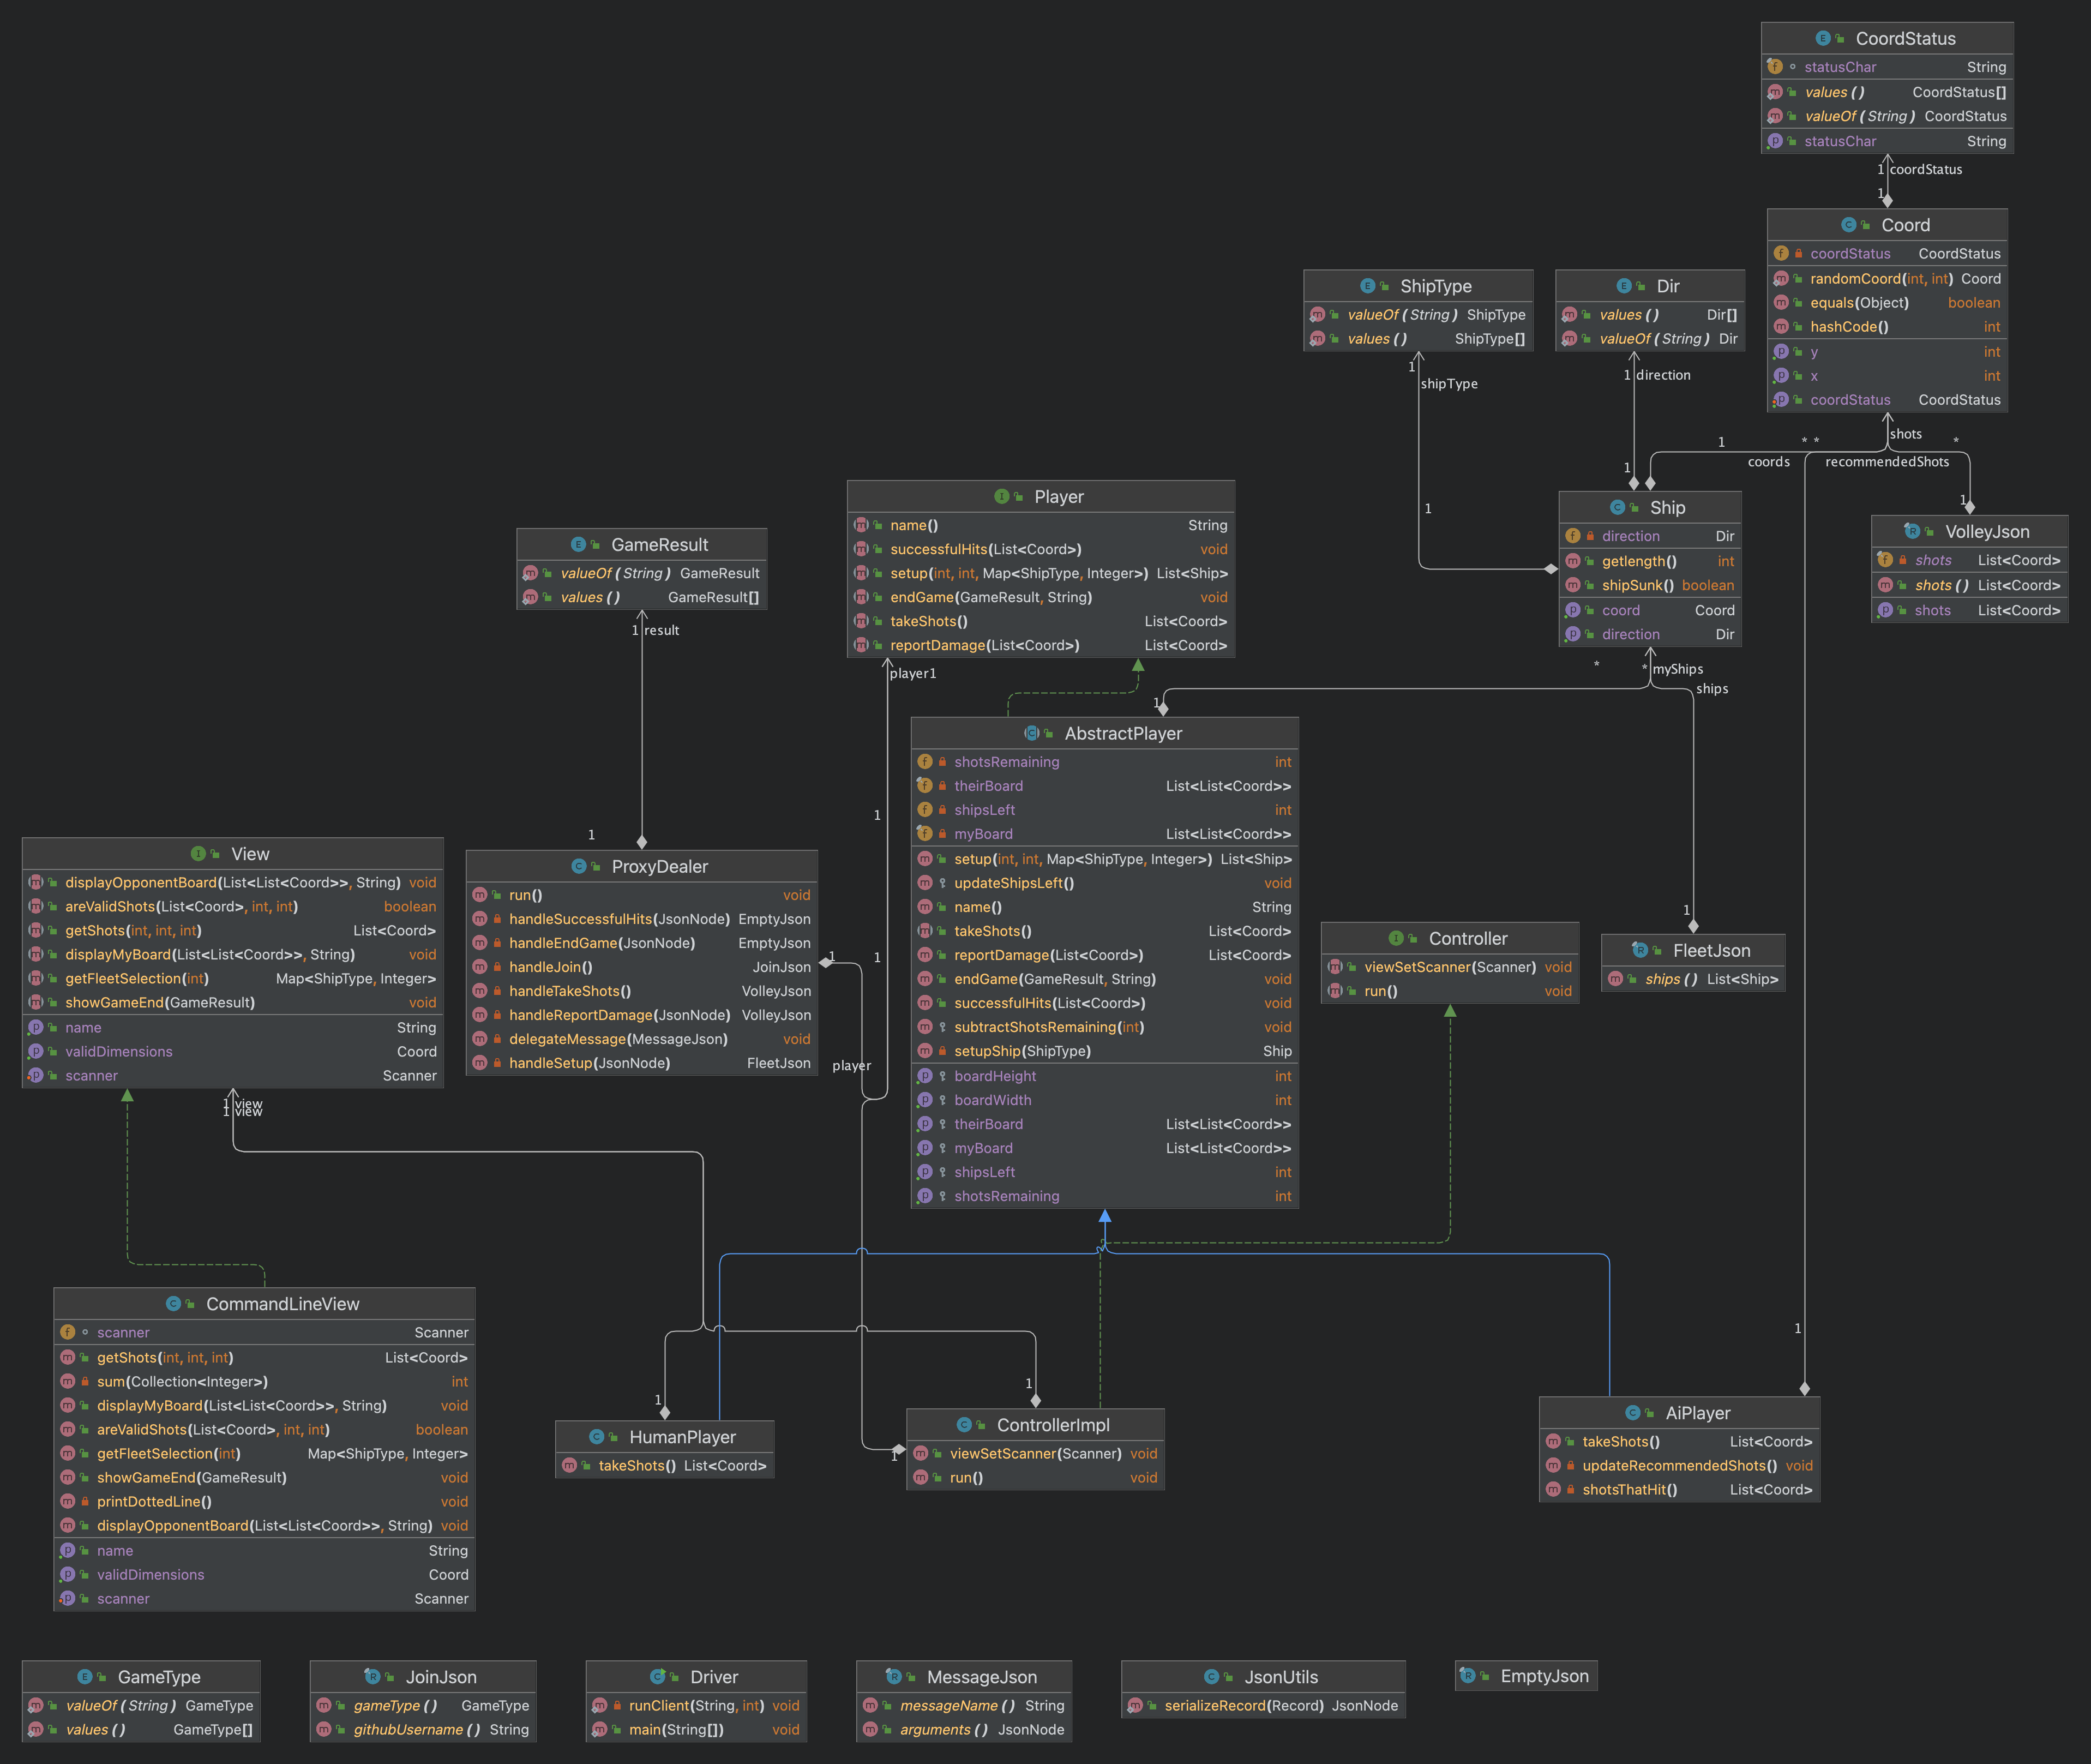 CoordStatus
statusChar String
values() CoordStatus[]
valueOf(String) CoordStatus
statusChar String
1 coordStatus
1
Coord
coordStatus CoordStatus
randomCoord(int, int) Coord
equals(Object) boolean
hashCode() int
y int
x int
coordStatus CoordStatus
ShipType
valueOf(String) ShipType
values() ShipType[]
1
shipType
1
Dir
values() Dir[]
valueOf(String) Dir
1 direction
1
shots
1 * * *
coords recommendedShots
1
Ship
direction Dir
getlength() int
shipSunk() boolean
coord Coord
direction Dir
VolleyJson
shots List<Coord>
shots() List<Coord>
shots List<Coord>
* * myShips
ships
1
1
Player
name() String
successfulHits(List<Coord>) void
setup(int, int, Map<ShipType, Integer>) List<Ship>
endGame(GameResult, String) void
takeShots() List<Coord>
reportDamage(List<Coord>) List<Coord>
player1
1
1
GameResult
valueOf(String) GameResult
values() GameResult[]
1 result
1
AbstractPlayer
shotsRemaining int
theirBoard List<List<Coord>>
shipsLeft int
myBoard List<List<Coord>>
setup(int, int, Map<ShipType, Integer>) List<Ship>
updateShipsLeft() void
name() String
takeShots() List<Coord>
reportDamage(List<Coord>) List<Coord>
endGame(GameResult, String) void
successfulHits(List<Coord>) void
subtractShotsRemaining(int) void
setupShip(ShipType) Ship
boardHeight int
boardWidth int
theirBoard List<List<Coord>>
myBoard List<List<Coord>>
shipsLeft int
shotsRemaining int
View
displayOpponentBoard(List<List<Coord>>, String) void
areValidShots(List<Coord>, int, int) boolean
getShots(int, int, int) List<Coord>
displayMyBoard(List<List<Coord>>, String) void
getFleetSelection(int) Map<ShipType, Integer>
showGameEnd(GameResult) void
name String
validDimensions Coord
scanner Scanner
1 view
1 view
ProxyDealer
run() void
handleSuccessfulHits(JsonNode) EmptyJson
handleEndGame(JsonNode) EmptyJson
handleJoin() JoinJson
handleTakeShots() VolleyJson
handleReportDamage(JsonNode) VolleyJson
delegateMessage(MessageJson) void
handleSetup(JsonNode) FleetJson
1
player
Controller
viewSetScanner(Scanner) void
run() void
FleetJson
ships() List<Ship>
CommandLineView
scanner Scanner
getShots(int, int, int) List<Coord>
sum(Collection<Integer>) int
displayMyBoard(List<List<Coord>>, String) void
areValidShots(List<Coord>, int, int) boolean
getFleetSelection(int) Map<ShipType, Integer>
showGameEnd(GameResult) void
printDottedLine() void
displayOpponentBoard(List<List<Coord>>, String) void
name String
validDimensions Coord
scanner Scanner
1
HumanPlayer
takeShots() List<Coord>
1
1
ControllerImpl
viewSetScanner(Scanner) void
run() void
1
AiPlayer
takeShots() List<Coord>
updateRecommendedShots() void
shotsThatHit() List<Coord>
GameType
valueOf(String) GameType
values() GameType[]
JoinJson
gameType() GameType
githubUsername() String
Driver
runClient(String, int) void
main(String[]) void
MessageJson
messageName() String
arguments() JsonNode
JsonUtils
serializeRecord(Record) JsonNode
EmptyJson